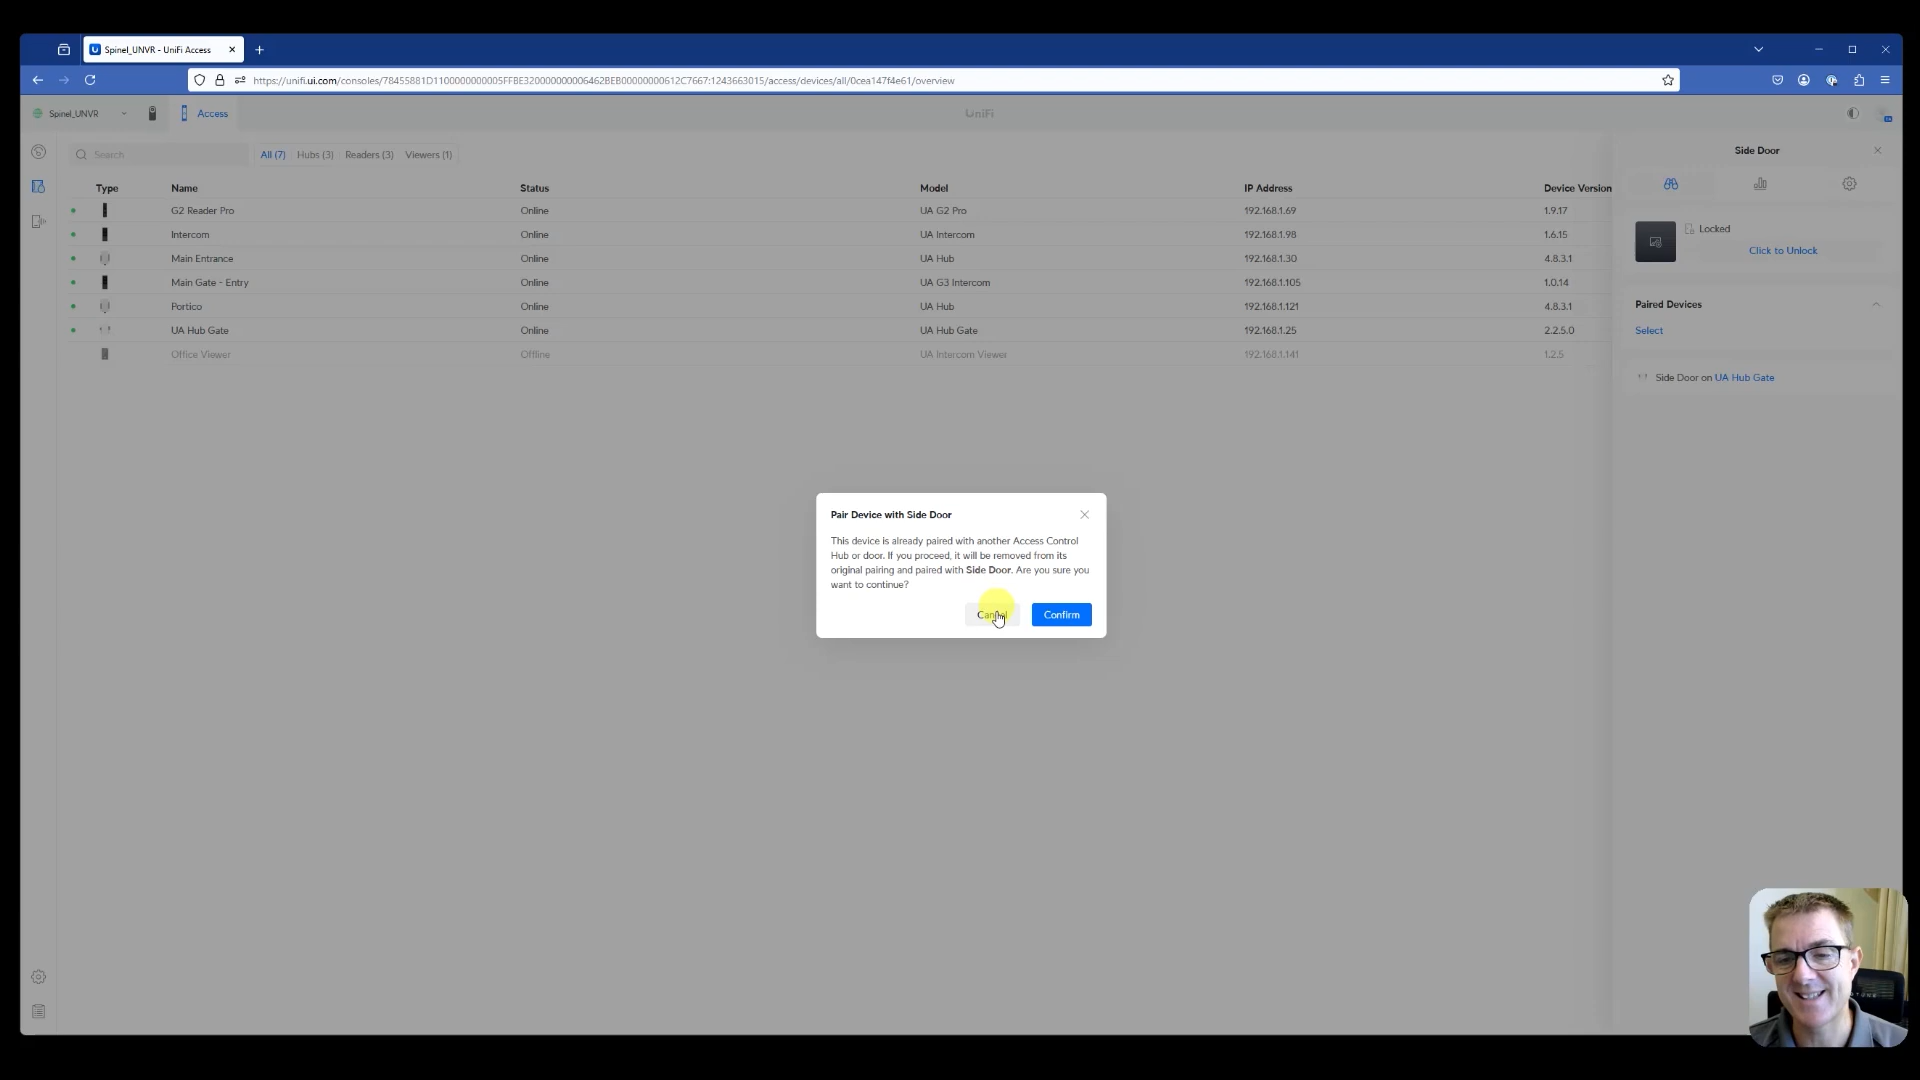 Spinel_UNVR - UniFi Access
https://unifi.ui.com/consoles/78455881D1100000000005FFBE320000000006462BEB00000000612C7667:1243663015/access/devices/all/0cea147f4e61/overview
Spinel_UNVR
Access
UniFi
Search
All (7)
Hubs (3)
Readers (3)
Viewers (1)
Type Name Status Model IP Address Device Version
G2 Reader Pro Online UA G2 Pro 192.168.1.69 1.9.17
Intercom Online UA Intercom 192.168.1.98 1.6.15
Main Entrance Online UA Hub 192.168.1.30 4.8.3.1
Main Gate - Entry Online UA G3 Intercom 192.168.1.105 1.0.14
Portico Online UA Hub 192.168.1.121 4.8.3.1
UA Hub Gate Online UA Hub Gate 192.168.1.25 2.2.5.0
Office Viewer Offline UA Intercom Viewer 192.168.1.141 1.2.5
Side Door
Locked
Click to Unlock
Paired Devices
Select
Side Door on UA Hub Gate
Pair Device with Side Door
This device is already paired with another Access Control
Hub or door. If you proceed, it will be removed from its
original pairing and paired with Side Door. Are you sure you
want to continue?
Cancel
Confirm